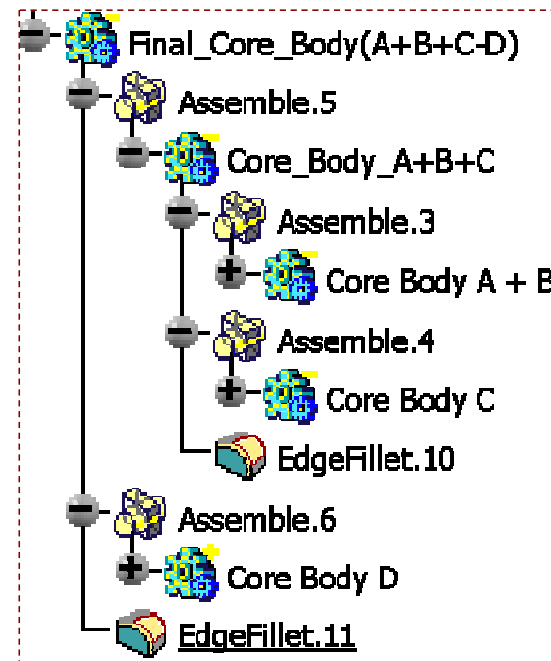 Final_Core_Body(A+B+C-D)
Assemble.5
Core_Body_A+B+C
Assemble.3
Core Body A + B
Assemble.4
Core Body C
EdgeFillet.10
Assemble.6
Core Body D
EdgeFillet.11